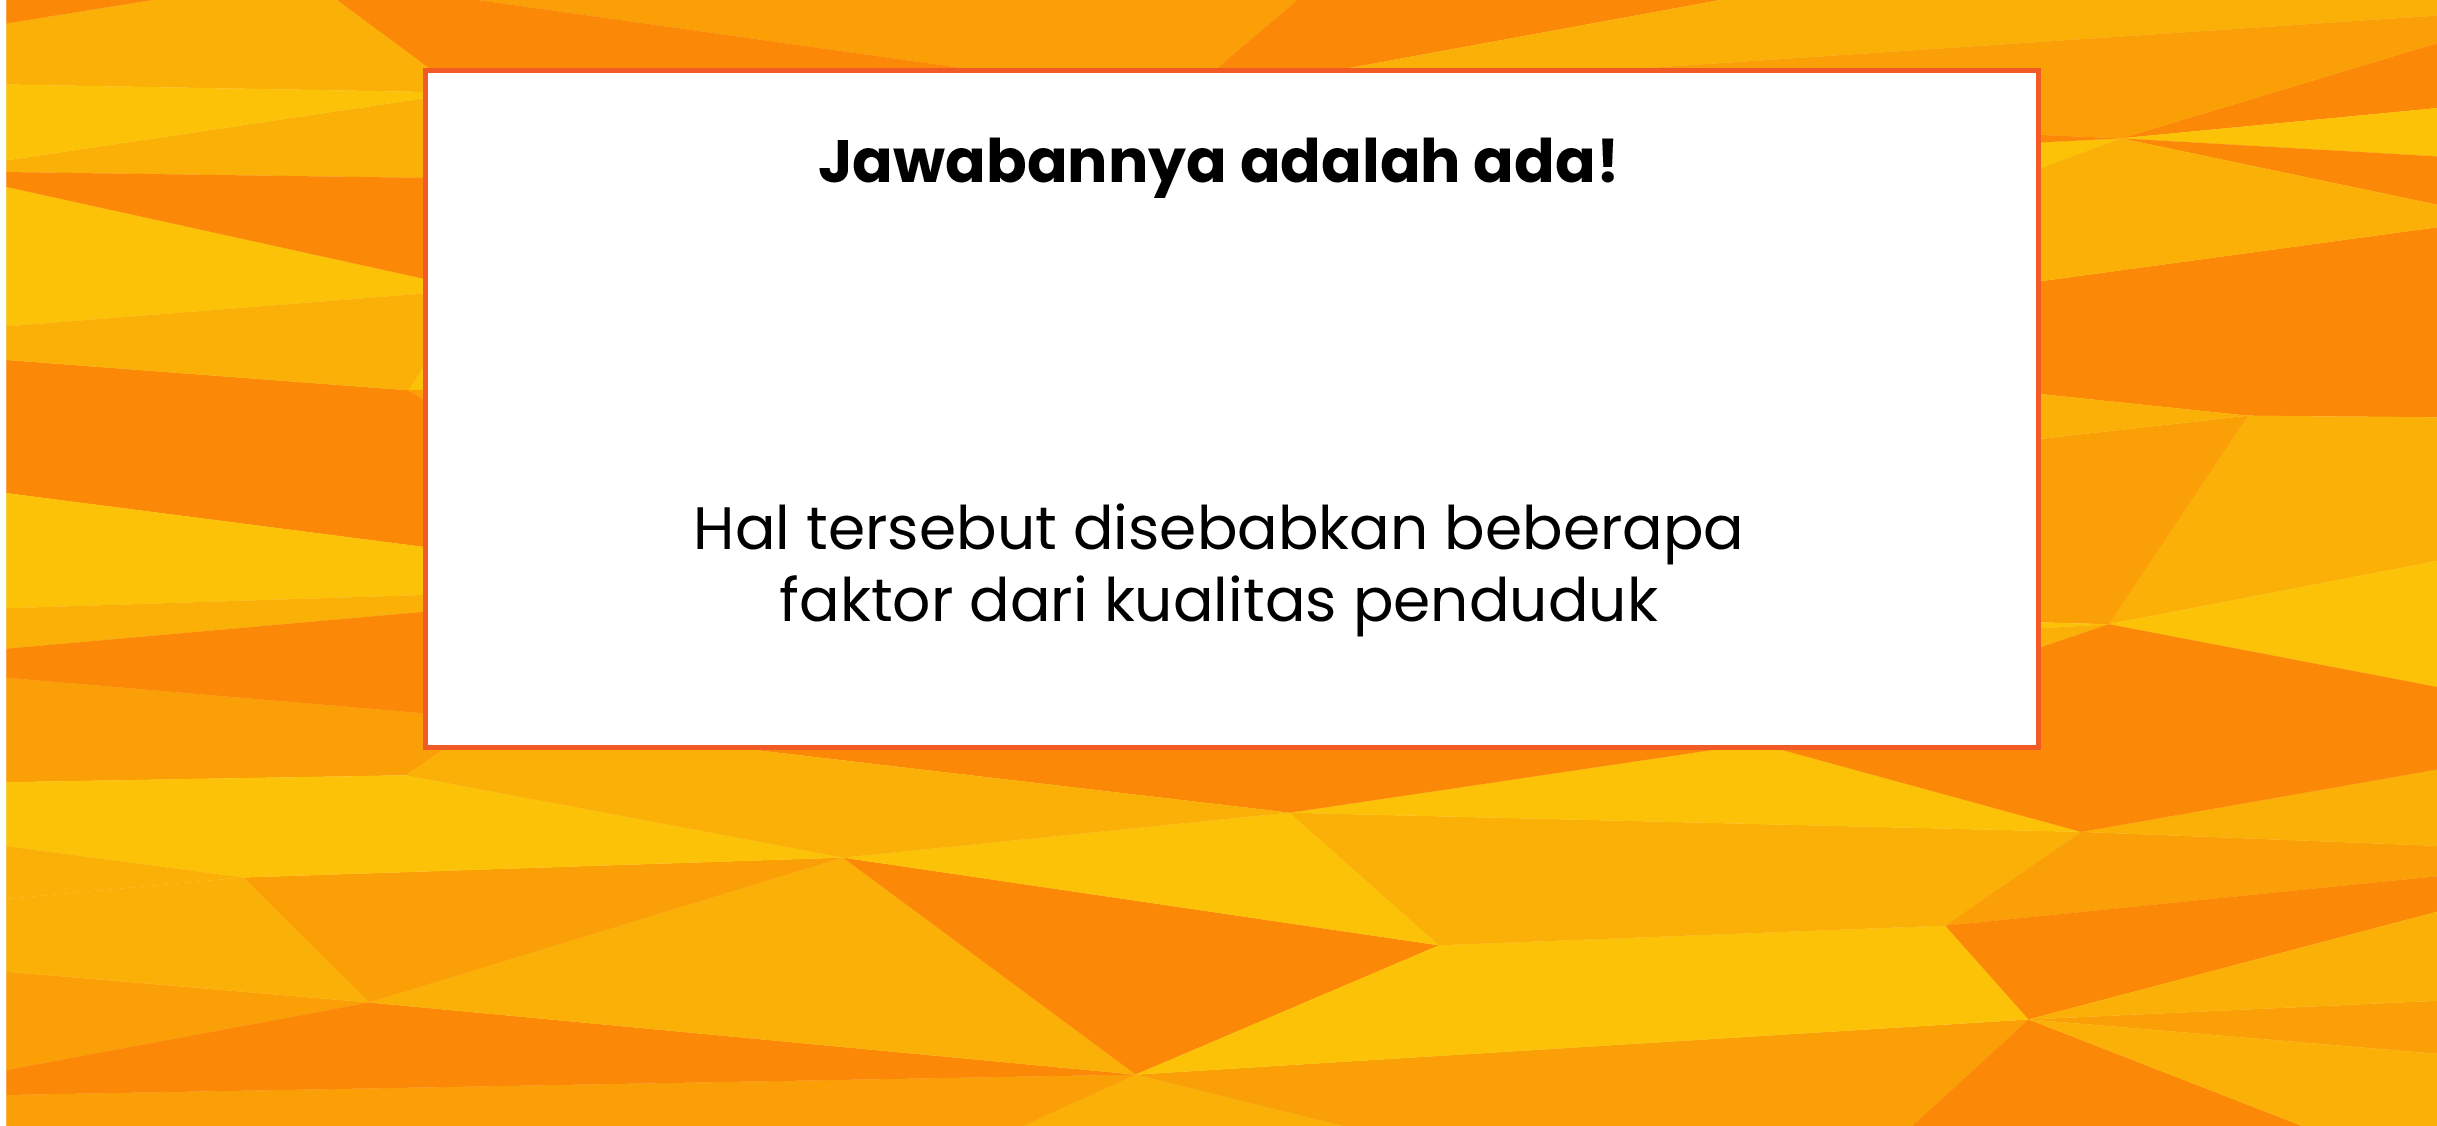 Jawabannya adalah ada!
Hal tersebut disebabkan beberapa
faktor dari kualitas penduduk